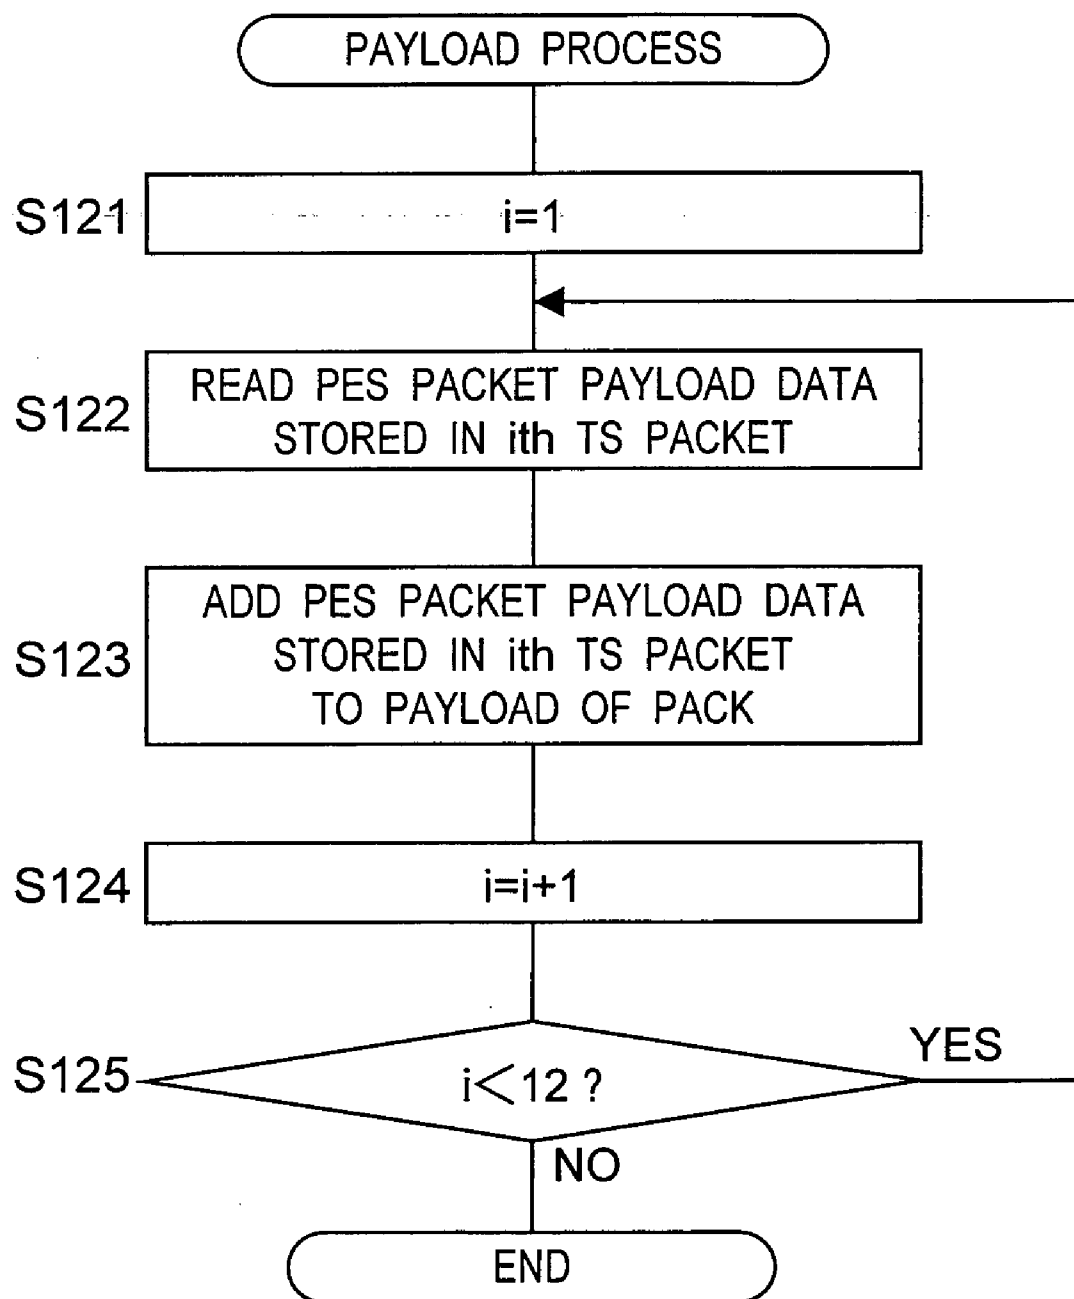 PAYLOAD PROCESS
S121
i=1
S122
READ PES PACKET PAYLOAD DATA
STORED IN ith TS PACKET
S123
ADD PES PACKET PAYLOAD DATA
STORED IN ith TS PACKET
TO PAYLOAD OF PACK
S124
i=i+1
S125
i<12 ?
YES
NO
END